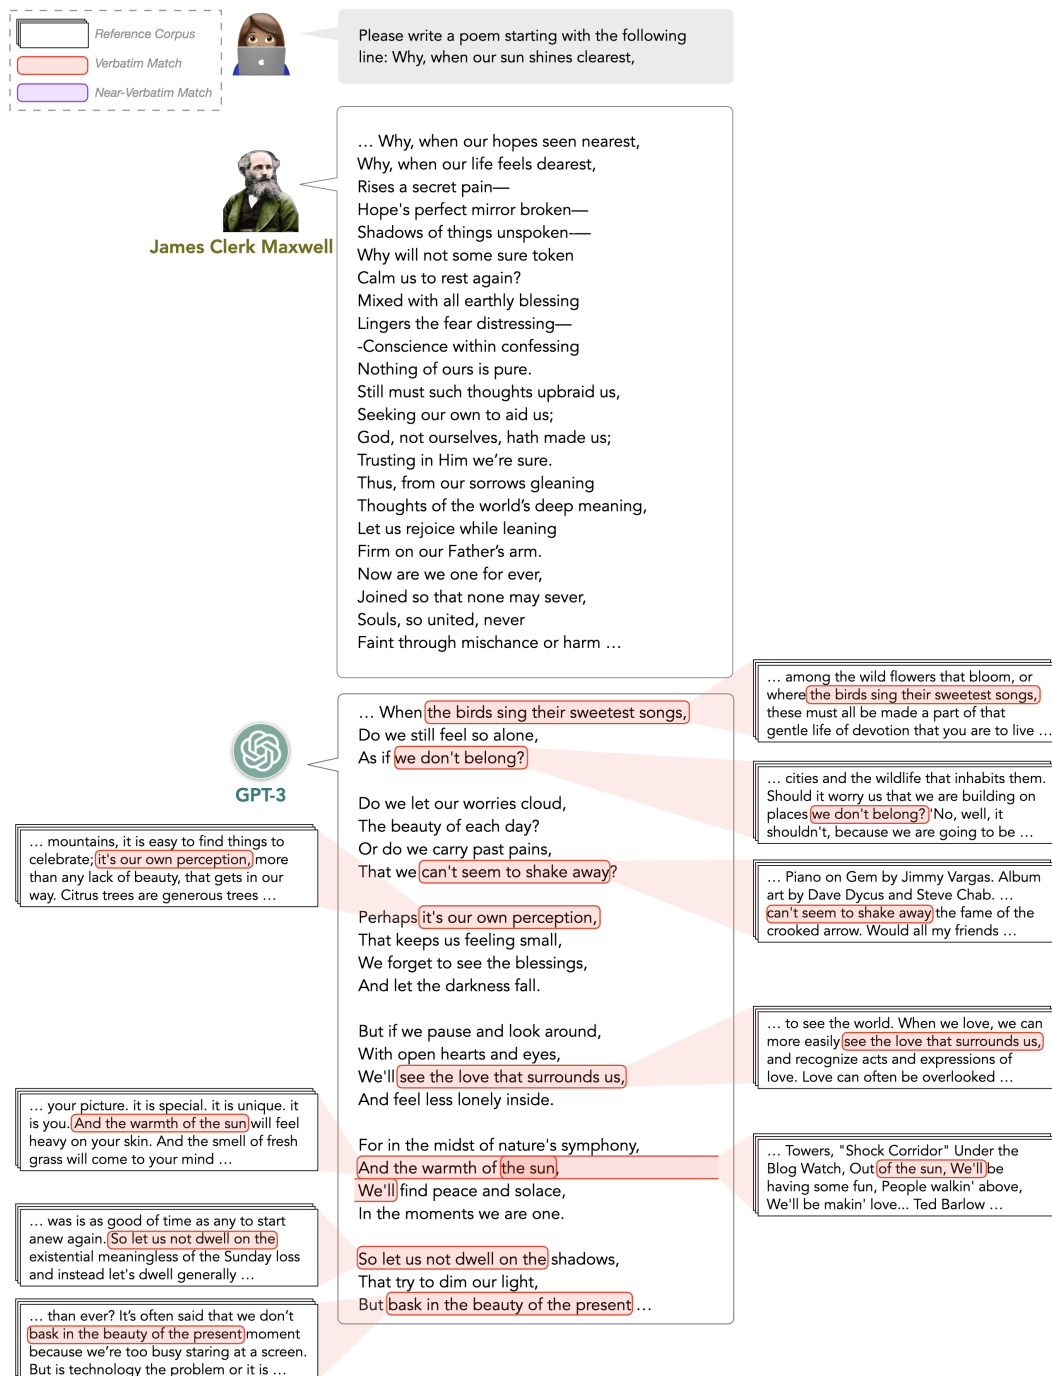 Reference Corpus
Verbatim Match
Near-Verbatim Match
Please write a poem starting with the following
line: Why, when our sun shines clearest,
… Why, when our hopes seen nearest,
Why, when our life feels dearest,
Rises a secret pain—
Hope's perfect mirror broken—
Shadows of things unspoken-—
Why will not some sure token
Calm us to rest again?
Mixed with all earthly blessing
Lingers the fear distressing—
-Conscience within confessing
Nothing of ours is pure.
Still must such thoughts upbraid us,
Seeking our own to aid us;
God, not ourselves, hath made us;
Trusting in Him we're sure.
Thus, from our sorrows gleaning
Thoughts of the world's deep meaning,
Let us rejoice while leaning
Firm on our Father's arm.
Now are we one for ever,
Joined so that none may sever,
Souls, so united, never
Faint through mischance or harm …
James Clerk Maxwell
… When the birds sing their sweetest songs,
Do we still feel so alone,
As if we don't belong?
Do we let our worries cloud,
The beauty of each day?
Or do we carry past pains,
That we can't seem to shake away?
Perhaps it's our own perception,
That keeps us feeling small,
We forget to see the blessings,
And let the darkness fall.
But if we pause and look around,
With open hearts and eyes,
We'll see the love that surrounds us,
And feel less lonely inside.
For in the midst of nature's symphony,
And the warmth of the sun,
We'll find peace and solace,
In the moments we are one.
So let us not dwell on the shadows,
That try to dim our light,
But bask in the beauty of the present …
GPT-3
… mountains, it is easy to find things to
celebrate; it's our own perception, more
than any lack of beauty, that gets in our
way. Citrus trees are generous trees …
… your picture. it is special. it is unique. it
is you. And the warmth of the sun will feel
heavy on your skin. And the smell of fresh
grass will come to your mind …
… was is as good of time as any to start
anew again. So let us not dwell on the
existential meaningless of the Sunday loss
and instead let's dwell generally …
… than ever? It's often said that we don't
bask in the beauty of the present moment
because we're too busy staring at a screen.
But is technology the problem or it is …
… among the wild flowers that bloom, or
where the birds sing their sweetest songs,
these must all be made a part of that
gentle life of devotion that you are to live …
… cities and the wildlife that inhabits them.
Should it worry us that we are building on
places we don't belong? 'No, well, it
shouldn't, because we are going to be …
… Piano on Gem by Jimmy Vargas. Album
art by Dave Dycus and Steve Chab. …
can't seem to shake away the fame of the
crooked arrow. Would all my friends …
… to see the world. When we love, we can
more easily see the love that surrounds us,
and recognize acts and expressions of
love. Love can often be overlooked …
… Towers, "Shock Corridor" Under the
Blog Watch, Out of the sun, We'll be
having some fun, People walkin' above,
We'll be makin' love... Ted Barlow …